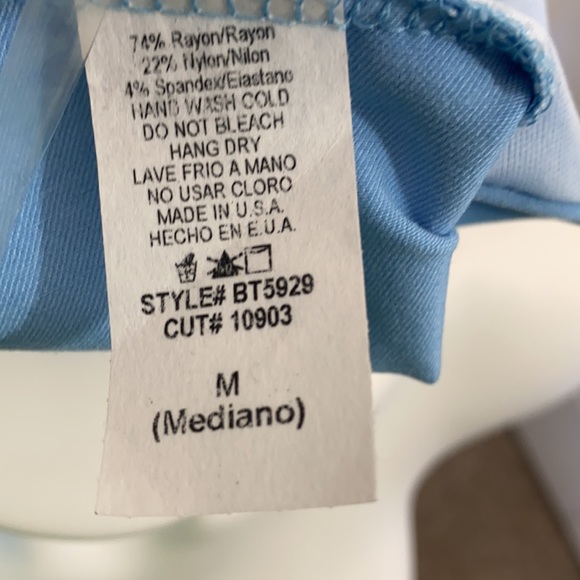 74% Rayon/Rayon
22% Nylon/Nilon
4% Spandex/Elastano
HAND WASH COLD
DO NOT BLEACH
HANG DRY
LAVE FRIO A MANO
NO USAR CLORO
MADE IN U.S.A.
HECHO EN E.U.A.
STYLE# BT5929
CUT# 10903
M
(Mediano)